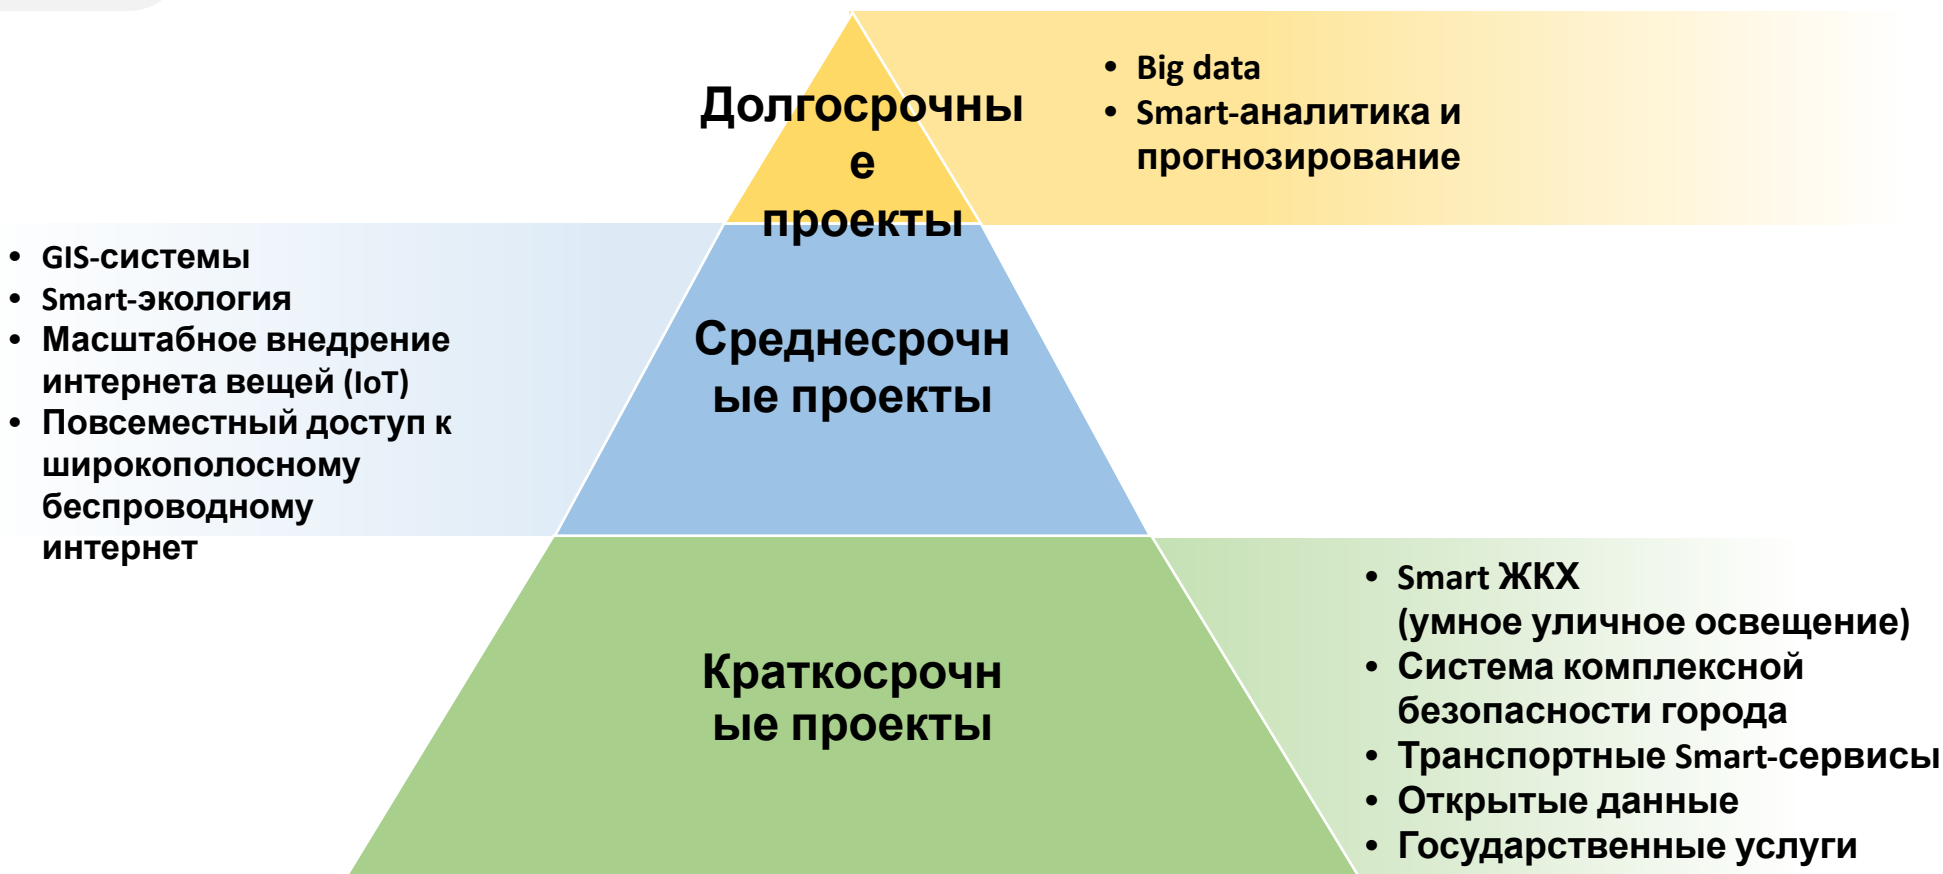 Долгосрочны
е
проекты
• Big data
• Smart-аналитика и
прогнозирование
• GIS-системы
• Smart-экология
• Масштабное внедрение
интернета вещей (IoT)
• Повсеместный доступ к
широкополосному
беспроводному
интернет
Среднесрочн
ые проекты
Краткосрочн
ые проекты
• Smart ЖКХ
(умное уличное освещение)
• Система комплексной
безопасности города
• Транспортные Smart-сервисы
• Открытые данные
• Государственные услуги